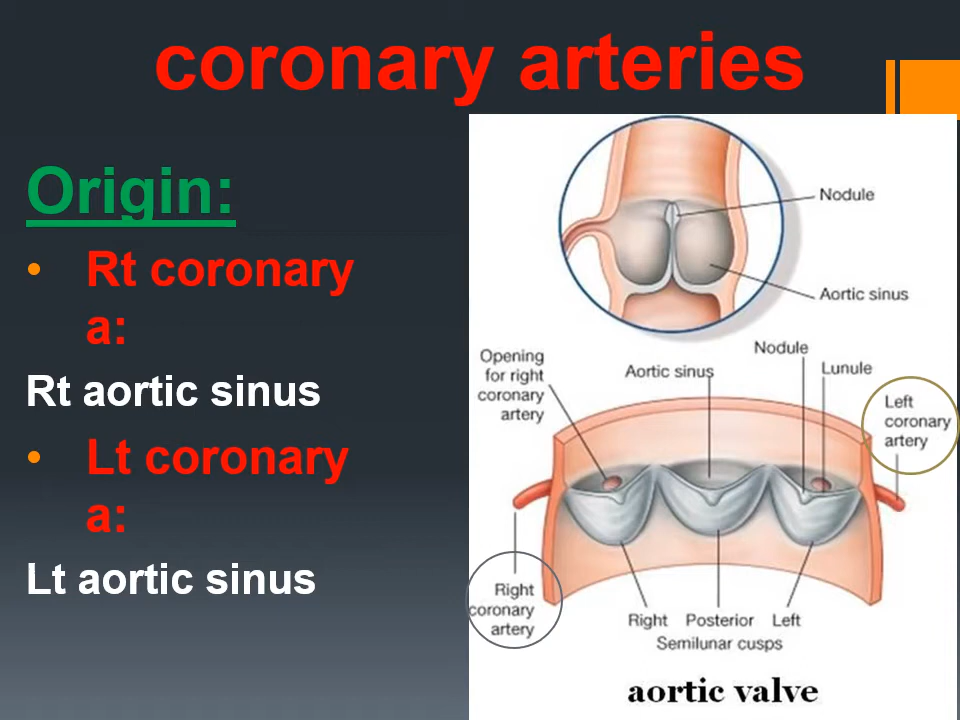 coronary arteries
Origin:
• Rt coronary
a:
Rt aortic sinus
• Lt coronary
a:
Lt aortic sinus
Nodule
Aortic sinus
Opening
for right
coronary
artery
Aortic sinus
Nodule
Lunule
Left
coronary
artery
Right
coronary
artery
Right
Posterior
Left
Semilunar cusps
aortic valve